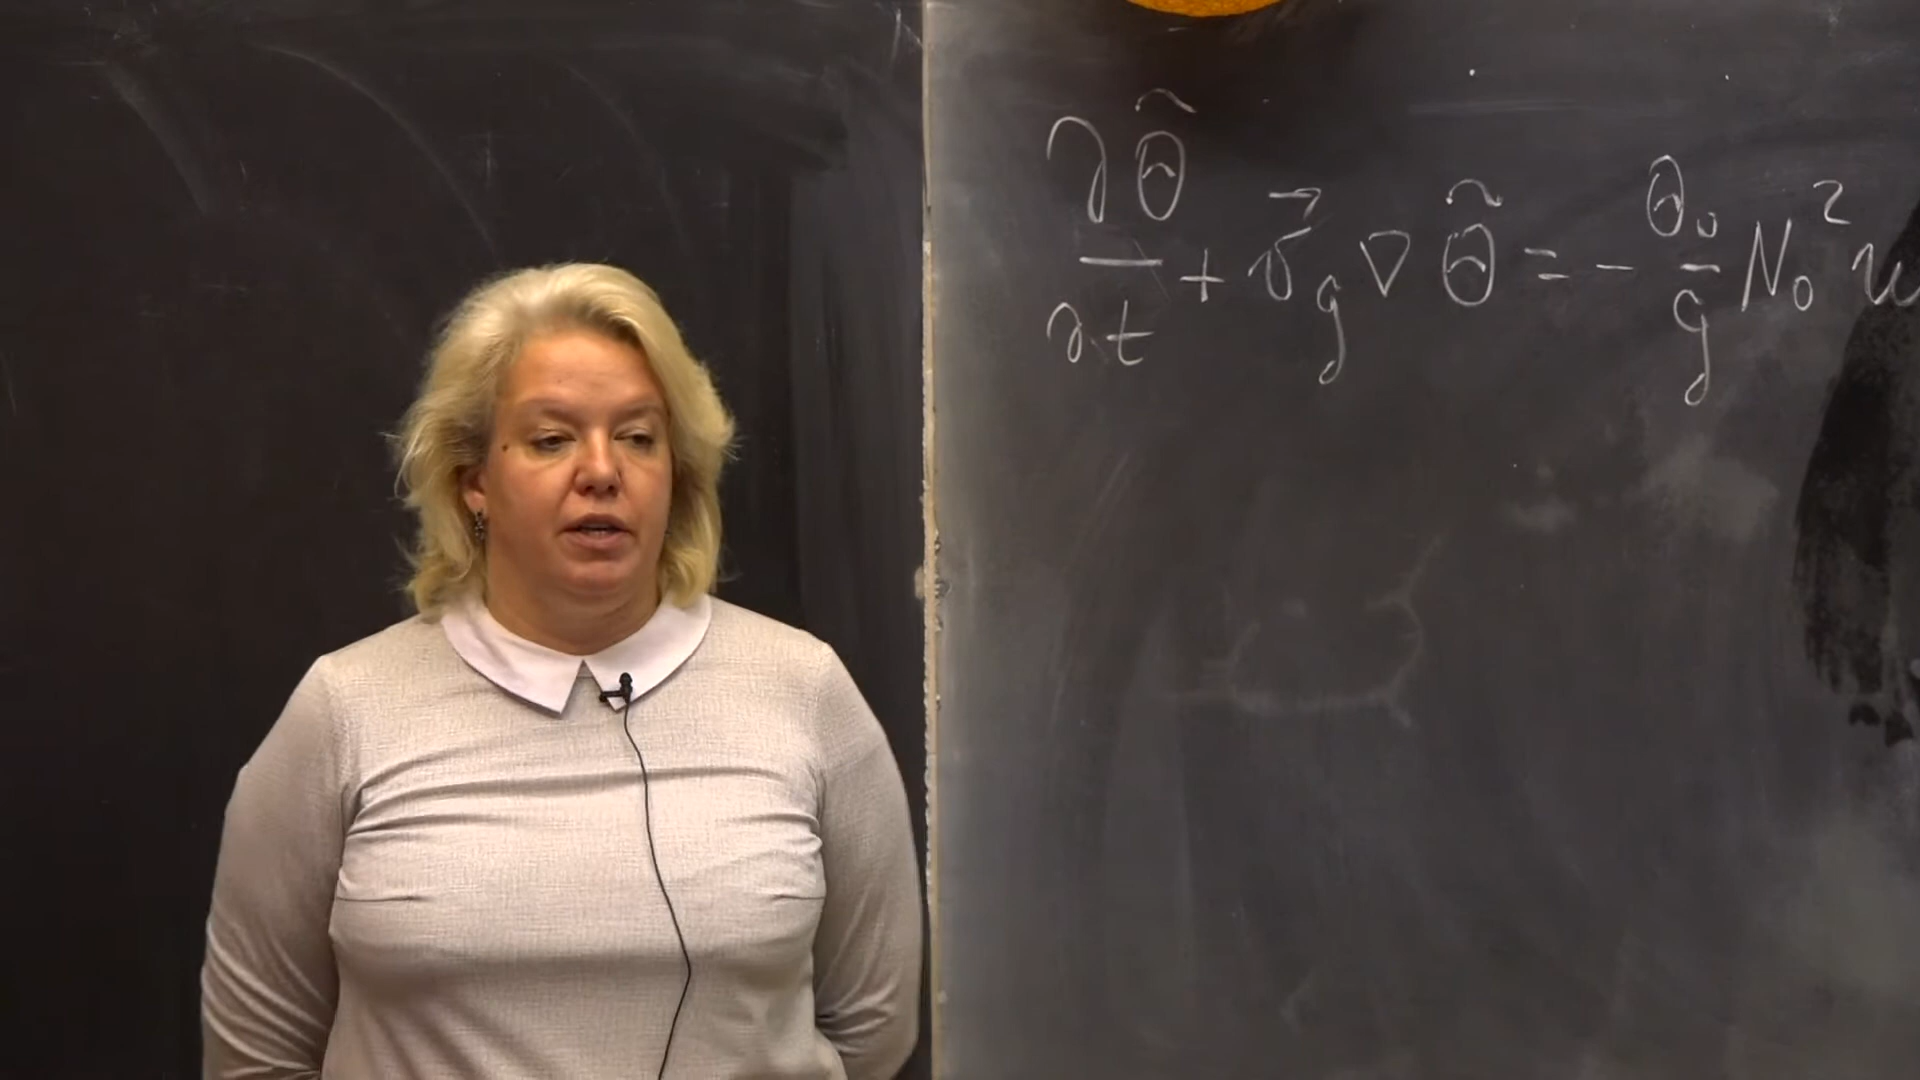 ∂Θ̃/∂t + v⃗_g ∇Θ̃ = - Θ₀/g N₀² w